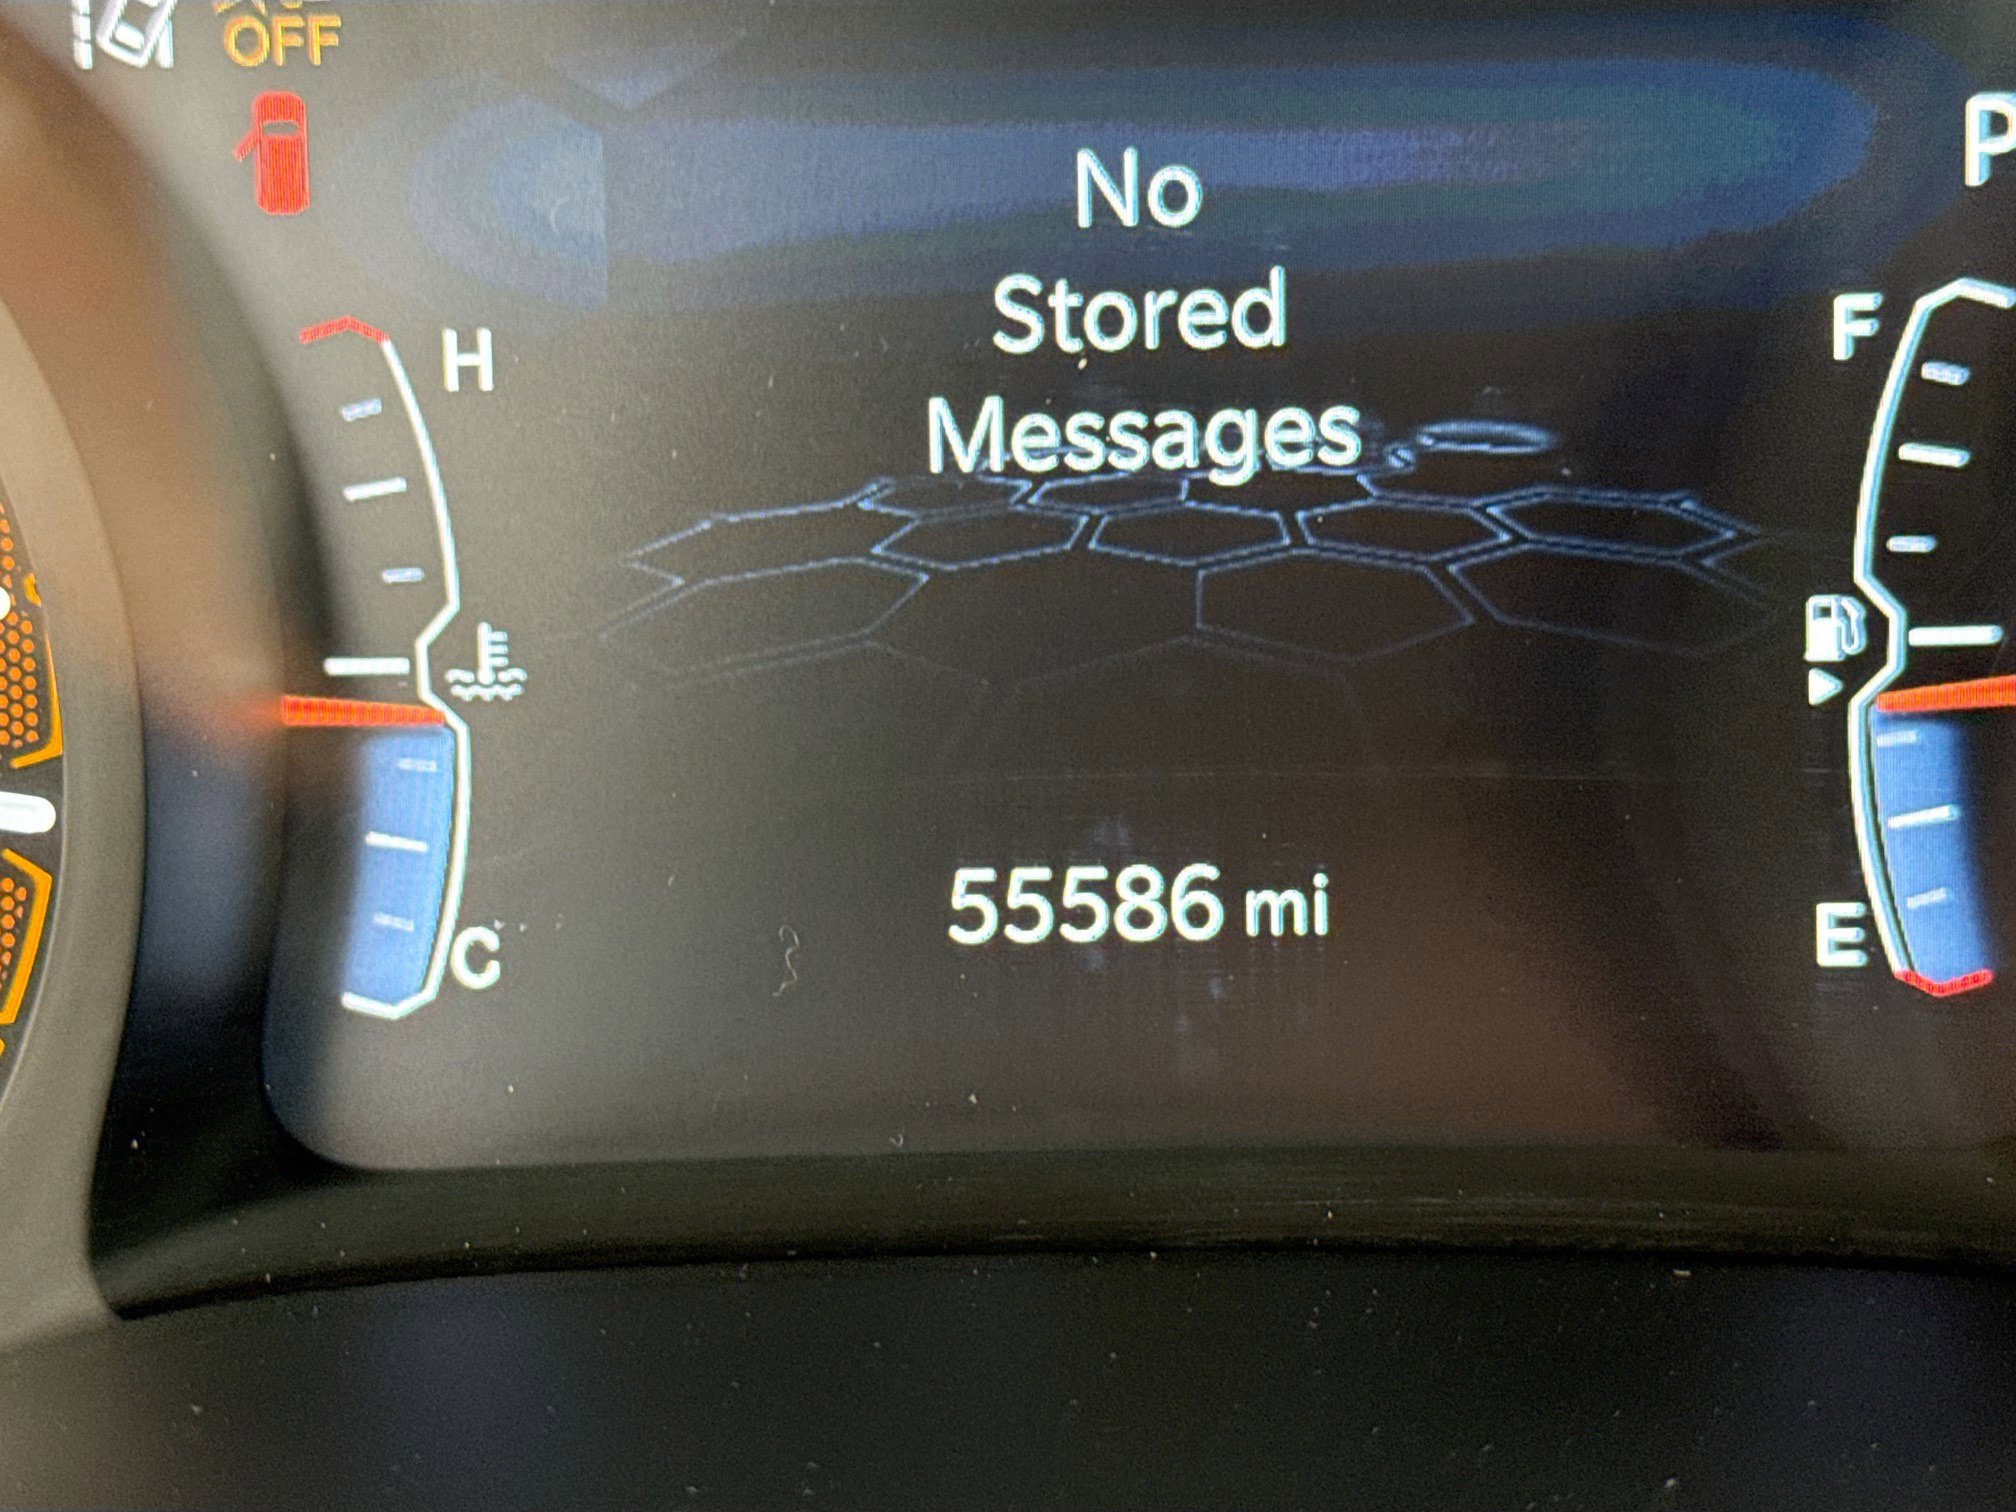 OFF
P
No
Stored
Messages
H
F
55586 mi
C
E